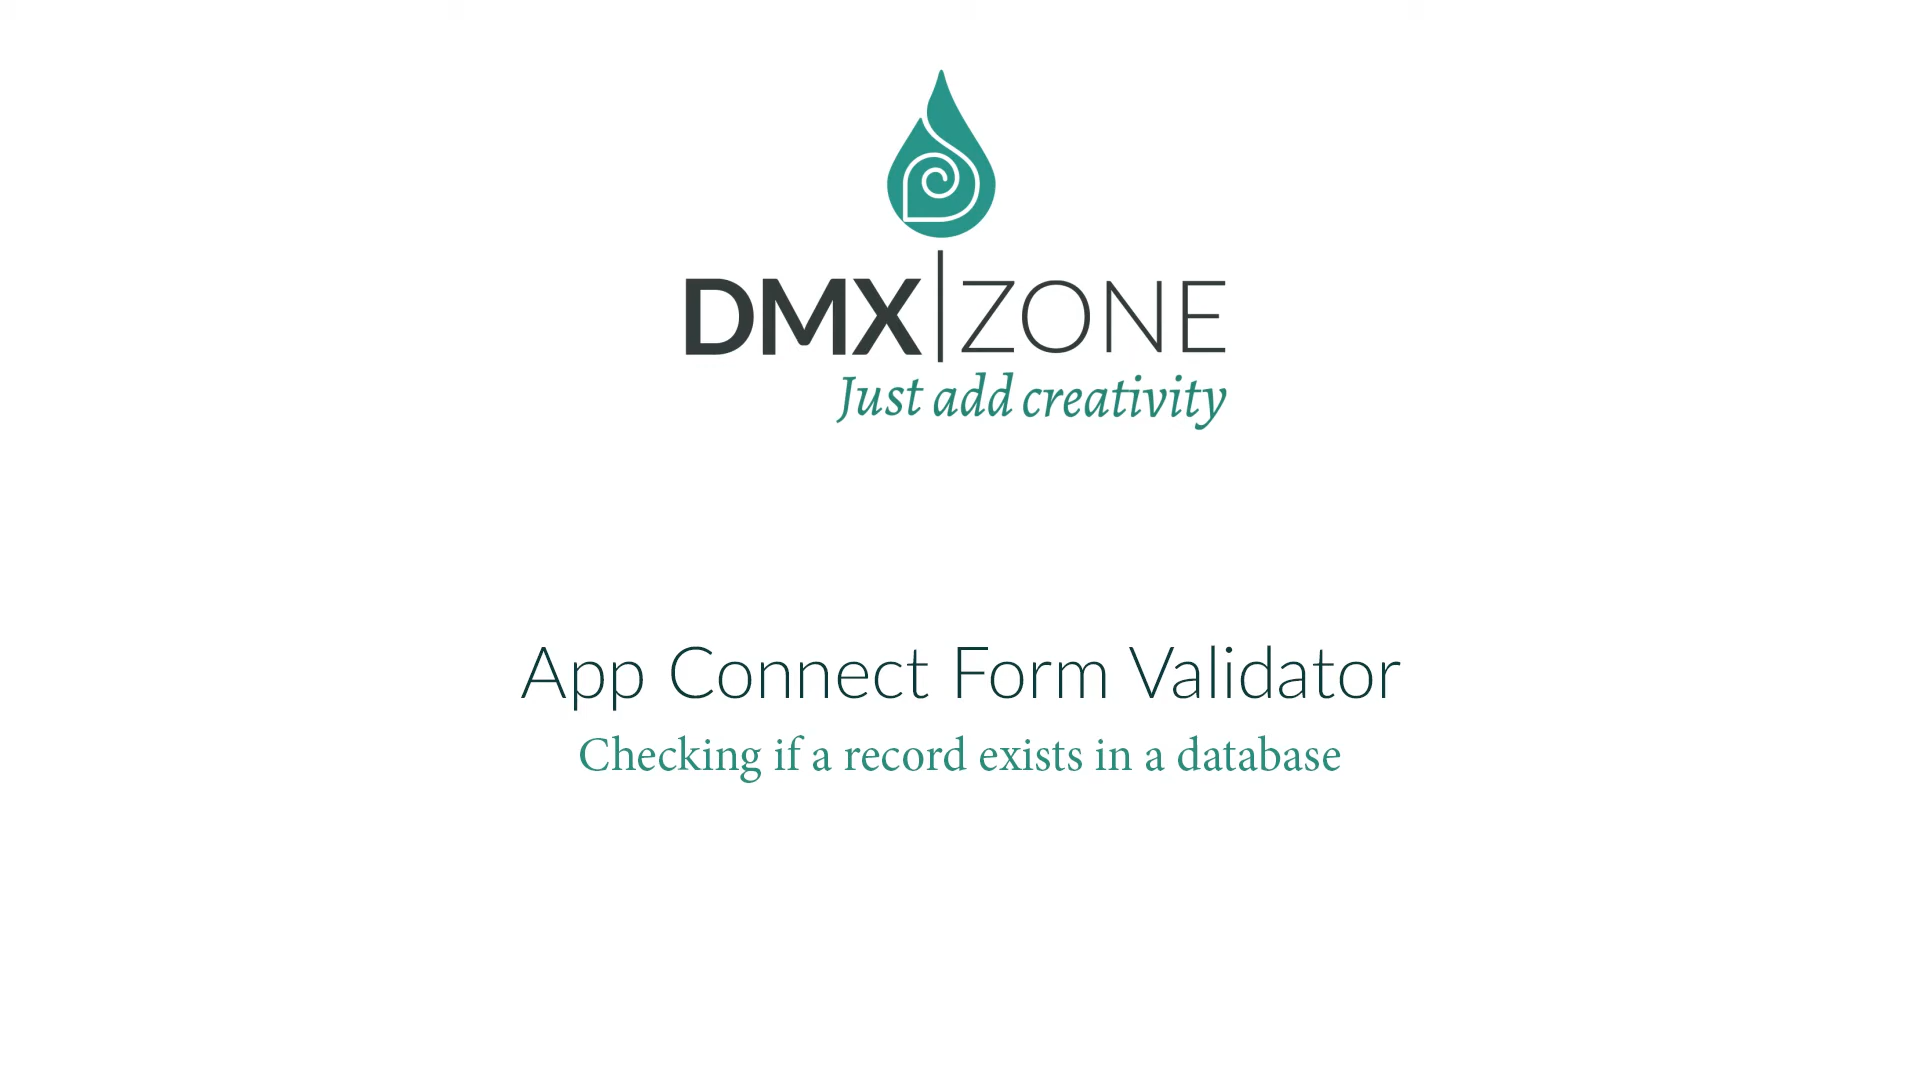 DMX|ZONE
Just add creativity
App Connect Form Validator
Checking if a record exists in a database